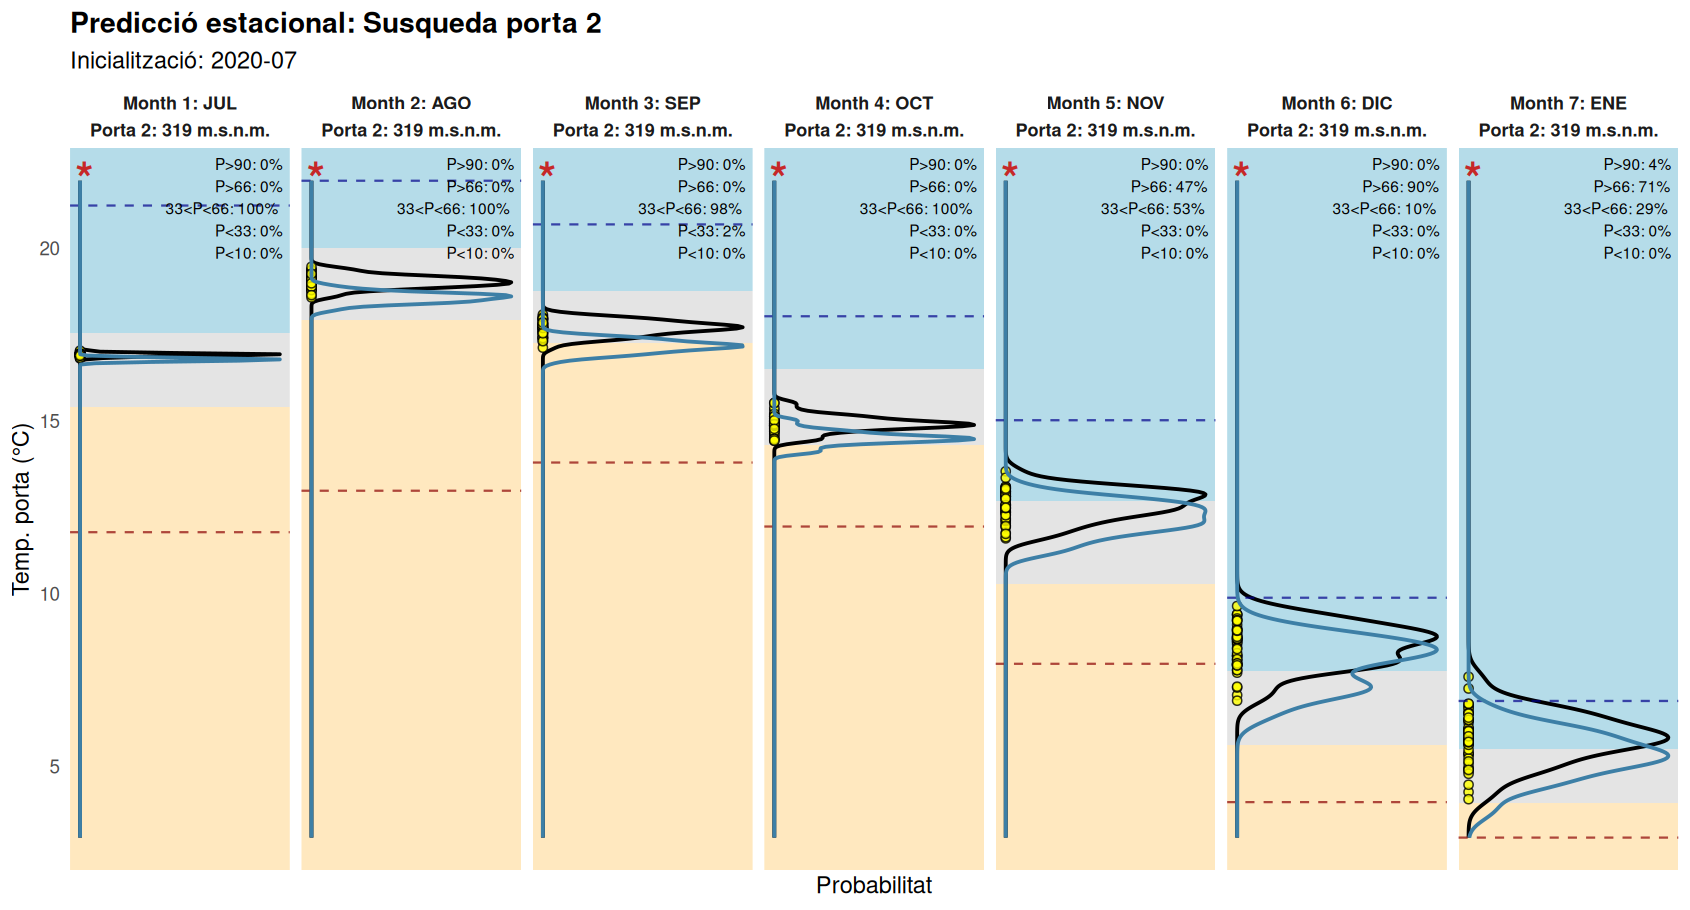 Predicció estacional: Susqueda porta 2
Inicialització: 2020-07
Month 1: JUL
Porta 2: 319 m.s.n.m.
Month 2: AGO
Porta 2: 319 m.s.n.m.
Month 3: SEP
Porta 2: 319 m.s.n.m.
Month 4: OCT
Porta 2: 319 m.s.n.m.
Month 5: NOV
Porta 2: 319 m.s.n.m.
Month 6: DIC
Porta 2: 319 m.s.n.m.
Month 7: ENE
Porta 2: 319 m.s.n.m.
*
P>90: 0%
P>66: 0%
33<P<66: 100%
P<33: 0%
P<10: 0%
*
P>90: 0%
P>66: 0%
33<P<66: 100%
P<33: 0%
P<10: 0%
*
P>90: 0%
P>66: 0%
33<P<66: 98%
P<33: 2%
P<10: 0%
*
P>90: 0%
P>66: 0%
33<P<66: 100%
P<33: 0%
P<10: 0%
*
P>90: 0%
P>66: 47%
33<P<66: 53%
P<33: 0%
P<10: 0%
*
P>90: 0%
P>66: 90%
33<P<66: 10%
P<33: 0%
P<10: 0%
*
P>90: 4%
P>66: 71%
33<P<66: 29%
P<33: 0%
P<10: 0%
20
15
10
5
Temp. porta (°C)
Probabilitat